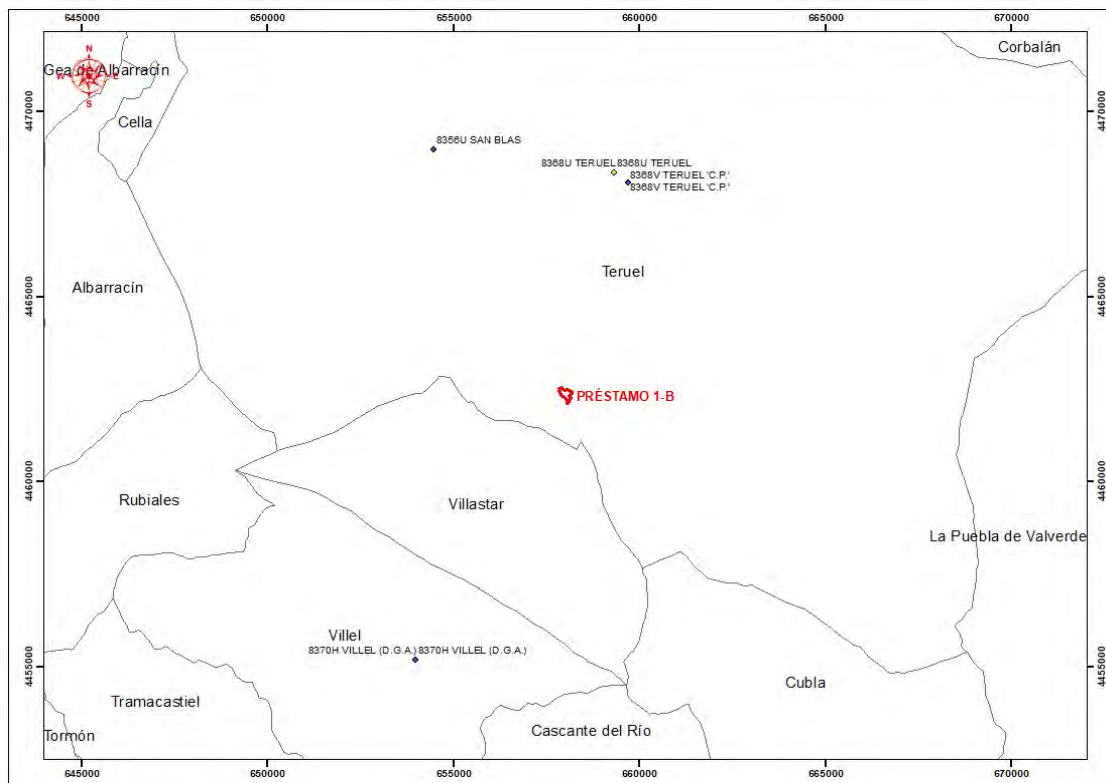 645000 650000 655000 660000 665000 670000
N
W E
S
Gea de Albarracín
Corbalán
4470000 4470000
Cella
8356U SAN BLAS
8368U TERUEL 8368U TERUEL
8368V TERUEL 'C.P.'
8368V TERUEL 'C.P.'
Teruel
Albarracín
4465000 4465000
PRÉSTAMO 1-B
4460000 4460000
Rubiales
Villastar
La Puebla de Valverde
Villel
8370H VILLEL (D.G.A.) 8370H VILLEL (D.G.A.)
4455000 4455000
Cubla
Tramacastiel
Cascante del Río
Tormón
645000 650000 655000 660000 665000 670000